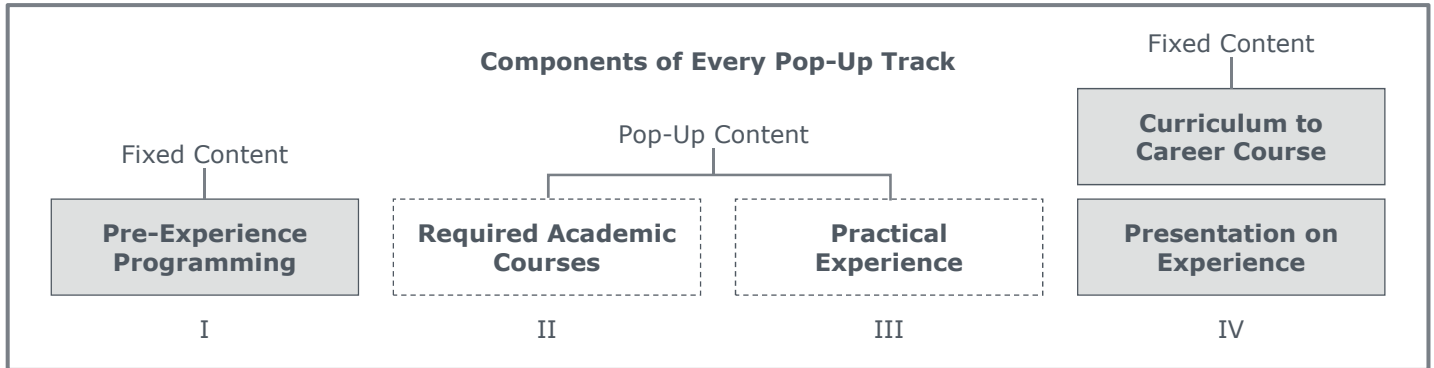 Components of Every Pop-Up Track
Fixed Content
Pre-Experience
Programming
I
Pop-Up Content
Required Academic
Courses
II
Practical
Experience
III
Fixed Content
Curriculum to
Career Course
Presentation on
Experience
IV